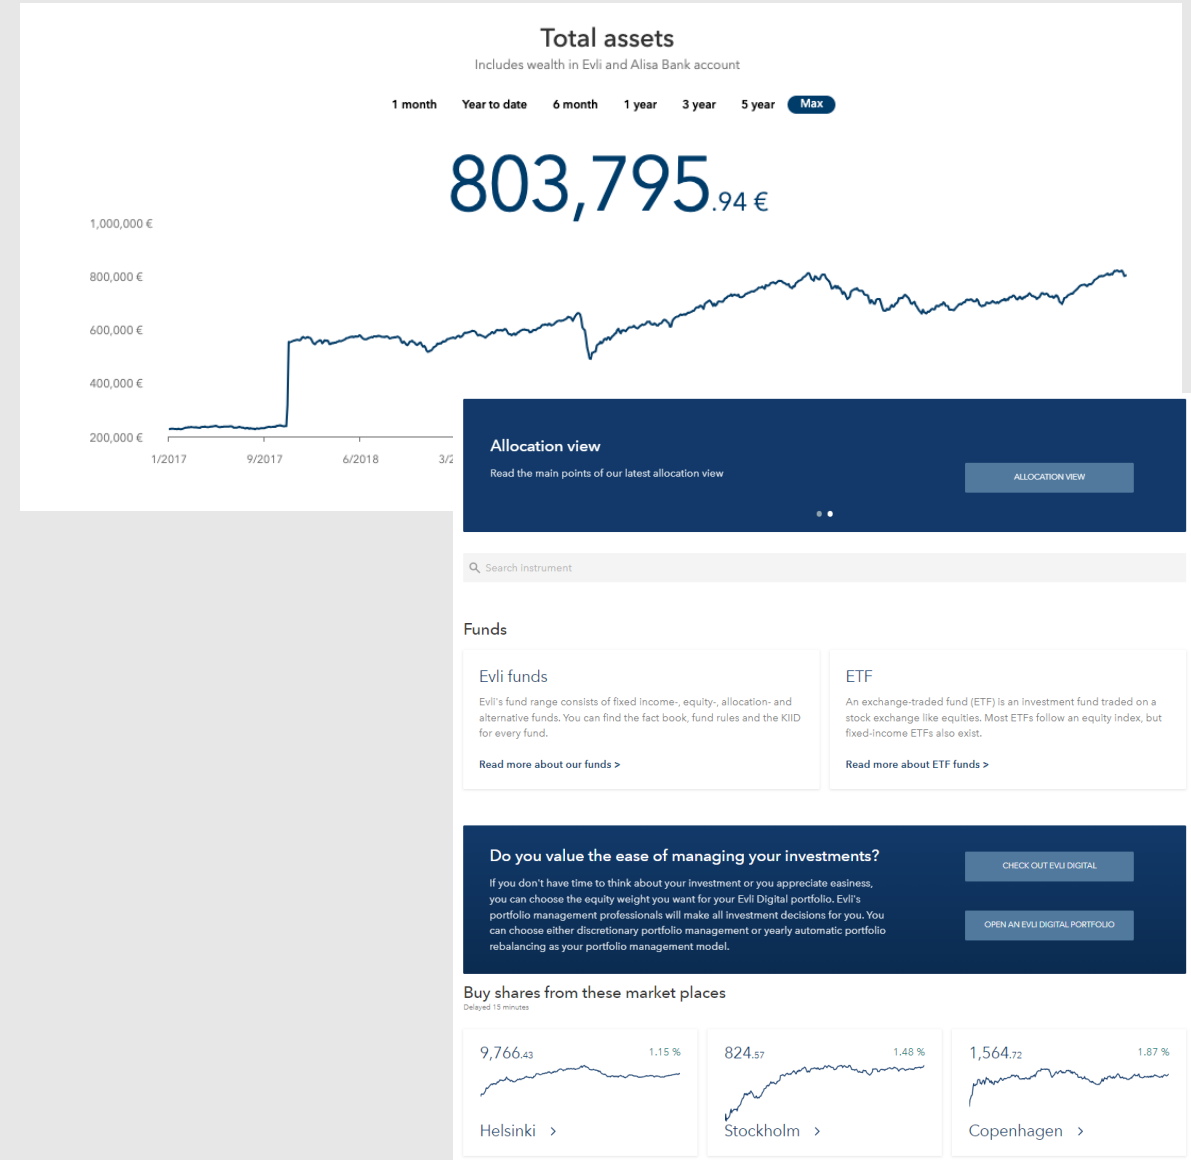 Total assets
Includes wealth in Evli and Alisa Bank account
1 month Year to date 6 month 1 year 3 year 5 year Max
803,795.94 €
1,000,000 €
800,000 €
600,000 €
400,000 €
200,000 €
1/2017 9/2017 6/2018 3/2
Allocation view
Read the main points of our latest allocation view
ALLOCATION VIEW
Search instrument
Funds
Evli funds
Evli's fund range consists of fixed income-, equity-, allocation- and
alternative funds. You can find the fact book, fund rules and the KIID
for every fund.
Read more about our funds >
ETF
An exchange-traded fund (ETF) is an investment fund traded on a
stock exchange like equities. Most ETFs follow an equity index, but
fixed-income ETFs also exist.
Read more about ETF funds >
Do you value the ease of managing your investments?
If you don't have time to think about your investment or you appreciate easiness,
you can choose the equity weight you want for your Evli Digital portfolio. Evli's
portfolio management professionals will make all investment decisions for you. You
can choose either discretionary portfolio management or yearly automatic portfolio
rebalancing as your portfolio management model.
CHECK OUT EVLI DIGITAL
OPEN AN EVLI DIGITAL PORTFOLIO
Buy shares from these market places
Delayed 15 minutes
9,766.43 1.15 %
Helsinki >
824.57 1.48 %
Stockholm >
1,564.72 1.87 %
Copenhagen >